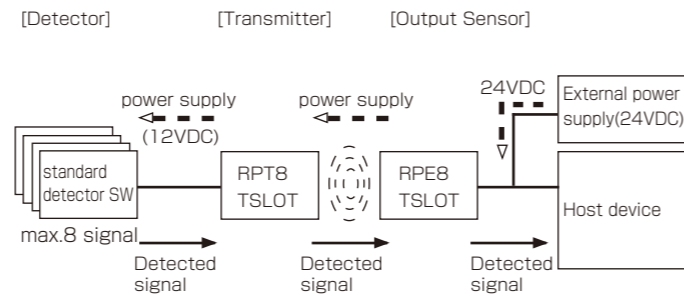 [Detector]
[Transmitter]
[Output Sensor]
power supply
(12VDC)
power supply
24VDC
External power
supply(24VDC)
standard
detector SW
RPT8
TSLOT
RPE8
TSLOT
Host device
max.8 signal
Detected
signal
Detected
signal
Detected
signal